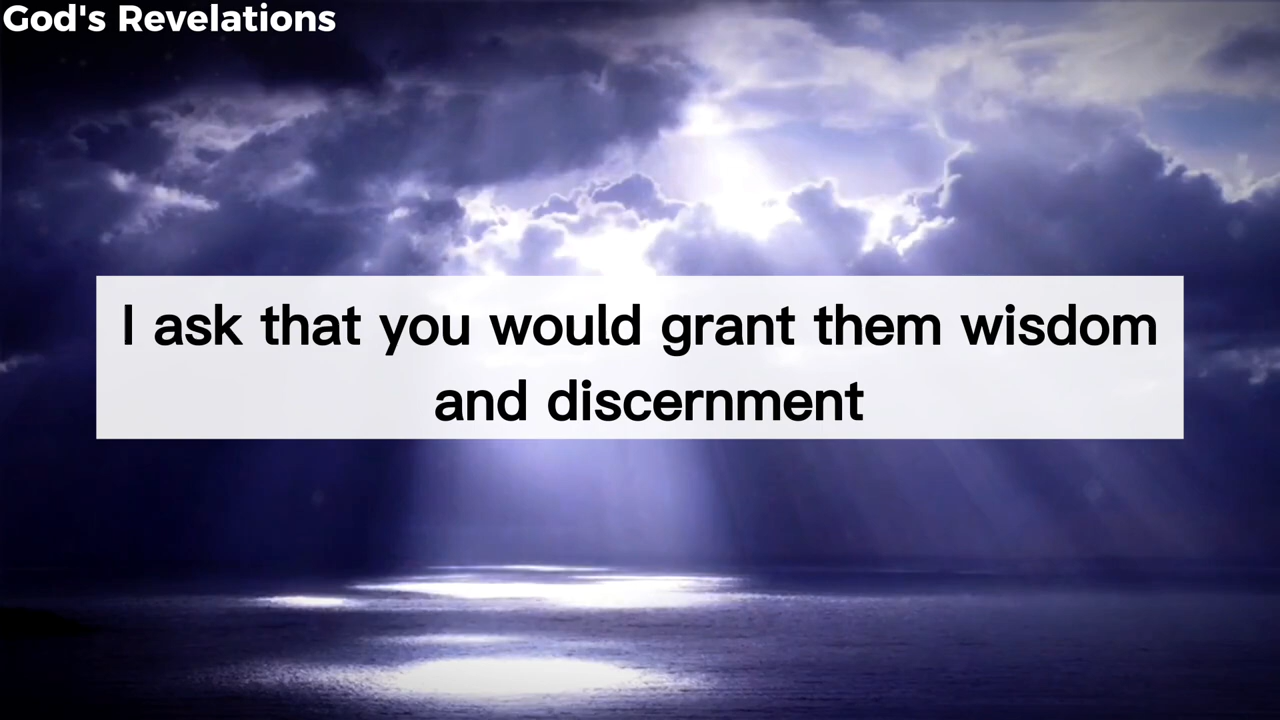 God's Revelations
I ask that you would grant them wisdom
and discernment